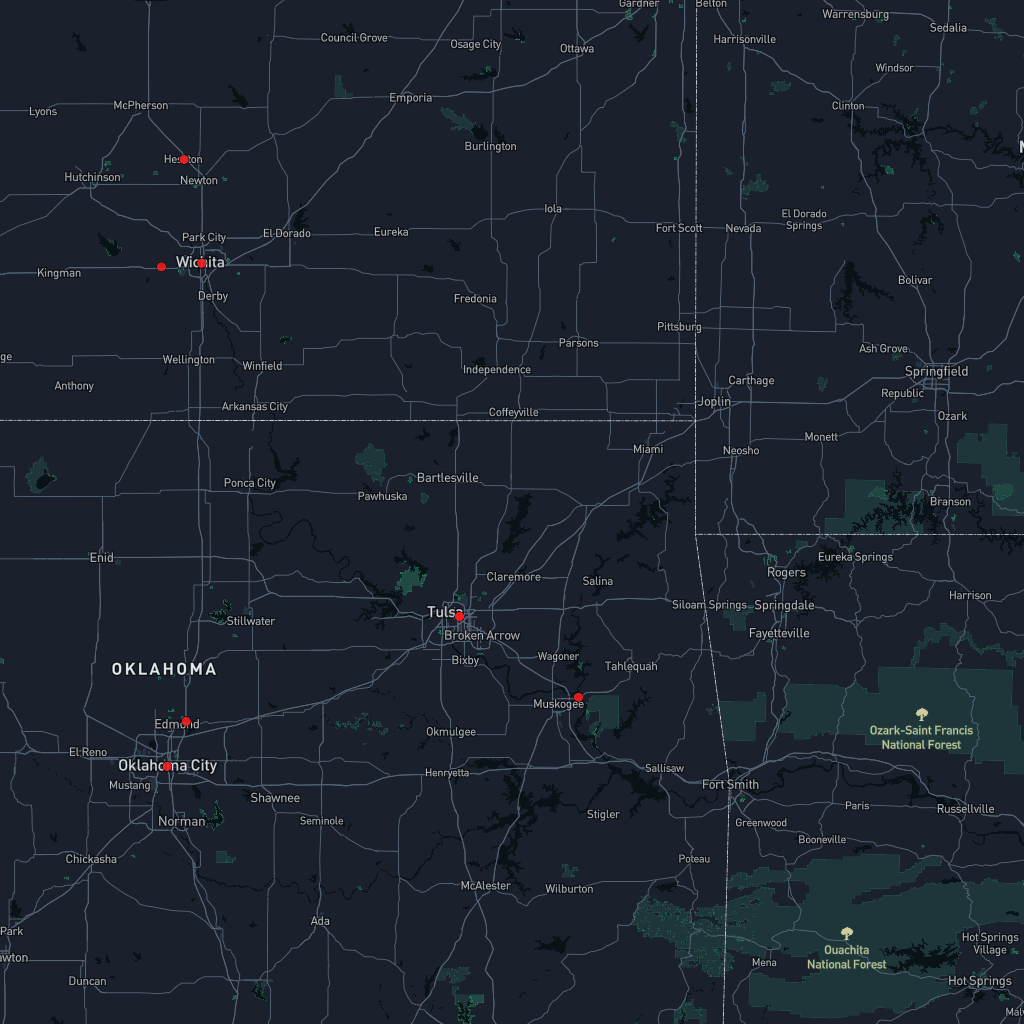 Gardner
Belton
Warrensburg
Sedalia
Council Grove
Osage City
Ottawa
Harrisonville
Windsor
McPherson
Emporia
Clinton
Lyons
Burlington
Hesston
Hutchinson
Newton
Iola
El Dorado
Springs
Park City
El Dorado
Eureka
Fort Scott
Nevada
Wichita
Kingman
Bolivar
Derby
Fredonia
Pittsburg
Parsons
Ash Grove
Wellington
Winfield
Independence
Springfield
Anthony
Carthage
Republic
Arkansas City
Coffeyville
Joplin
Ozark
Monett
Miami
Neosho
Ponca City
Bartlesville
Pawhuska
Branson
Enid
Eureka Springs
Rogers
Claremore
Salina
Harrison
Tulsa
Siloam Springs
Springdale
Stillwater
Broken Arrow
Fayetteville
Bixby
Wagoner
Tahlequah
OKLAHOMA
Muskogee
Edmond
Okmulgee
Ozark-Saint Francis
National Forest
El Reno
Oklahoma City
Henryetta
Sallisaw
Mustang
Fort Smith
Shawnee
Paris
Russellville
Norman
Seminole
Stigler
Greenwood
Booneville
Chickasha
Poteau
McAlester
Wilburton
Ada
Park
Ouachita
National Forest
Hot Springs
Village
Mena
Duncan
Hot Springs